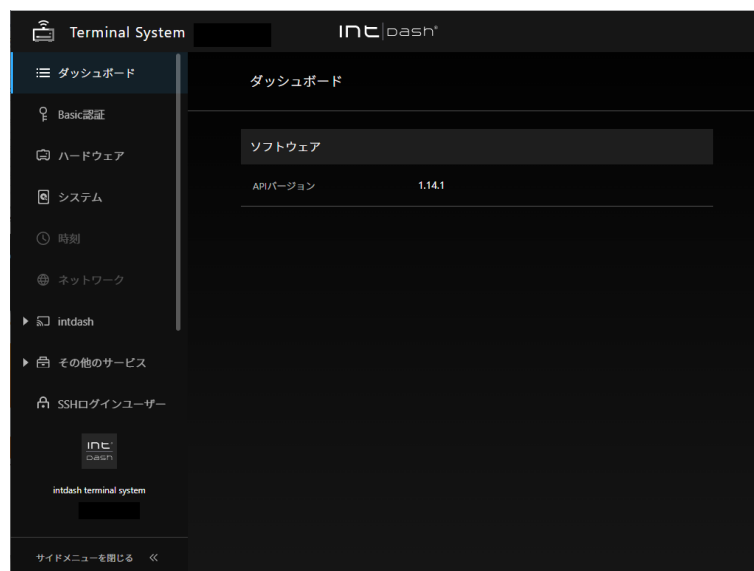 Terminal System
INT|DASH®
ダッシュボード
Basic認証
ハードウェア
システム
時刻
ネットワーク
intdash
その他のサービス
SSHログインユーザー
INT
DASH
intdash terminal system
サイドメニューを閉じる
ダッシュボード
ソフトウェア
APIバージョン 1.14.1